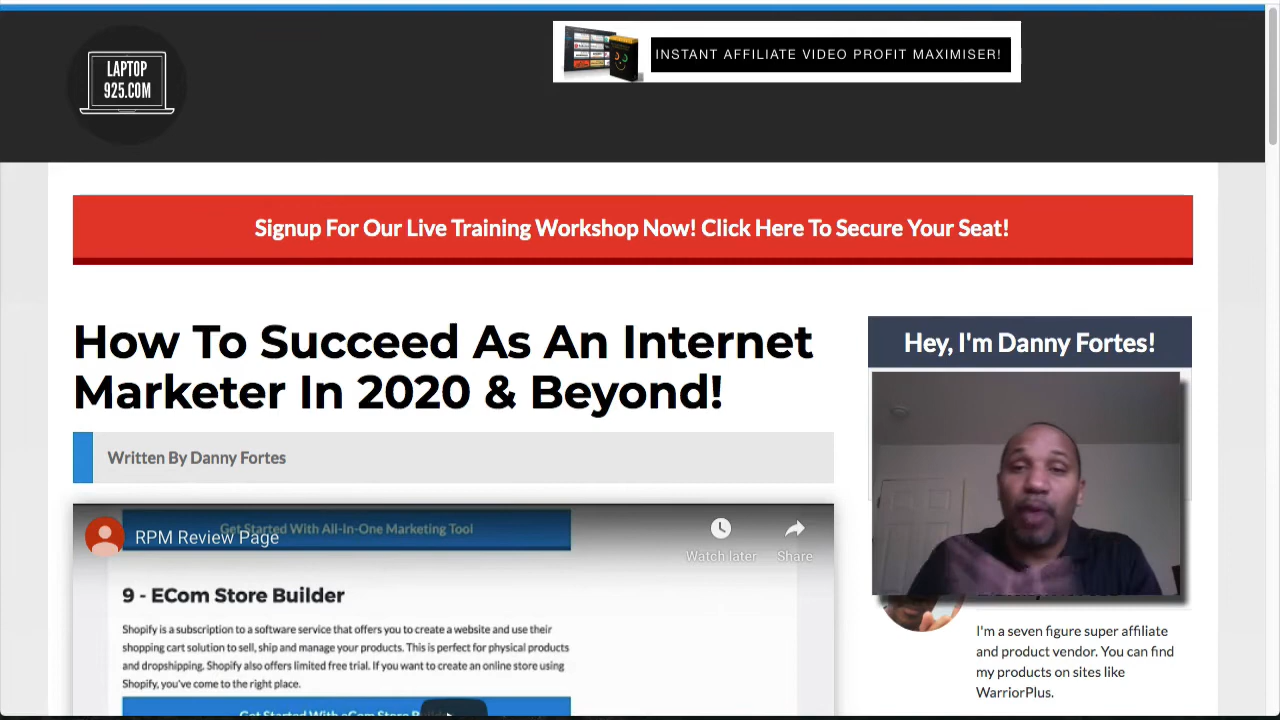 LAPTOP
925.COM
INSTANT AFFILIATE VIDEO PROFIT MAXIMISER!
Signup For Our Live Training Workshop Now! Click Here To Secure Your Seat!
How To Succeed As An Internet
Marketer In 2020 & Beyond!
Written By Danny Fortes
Get Started With All-In-One Marketing Tool
RPM Review Page
Watch later
Share
9 - ECom Store Builder
Shopify is a subscription to a software service that offers you to create a website and use their
shopping cart solution to sell, ship and manage your products. This is perfect for physical products
and dropshipping. Shopify also offers limited free trial. If you want to create an online store using
Shopify, you've come to the right place.
Get Started With eCom Store
Hey, I'm Danny Fortes!
I'm a seven figure super affiliate
and product vendor. You can find
my products on sites like
WarriorPlus.